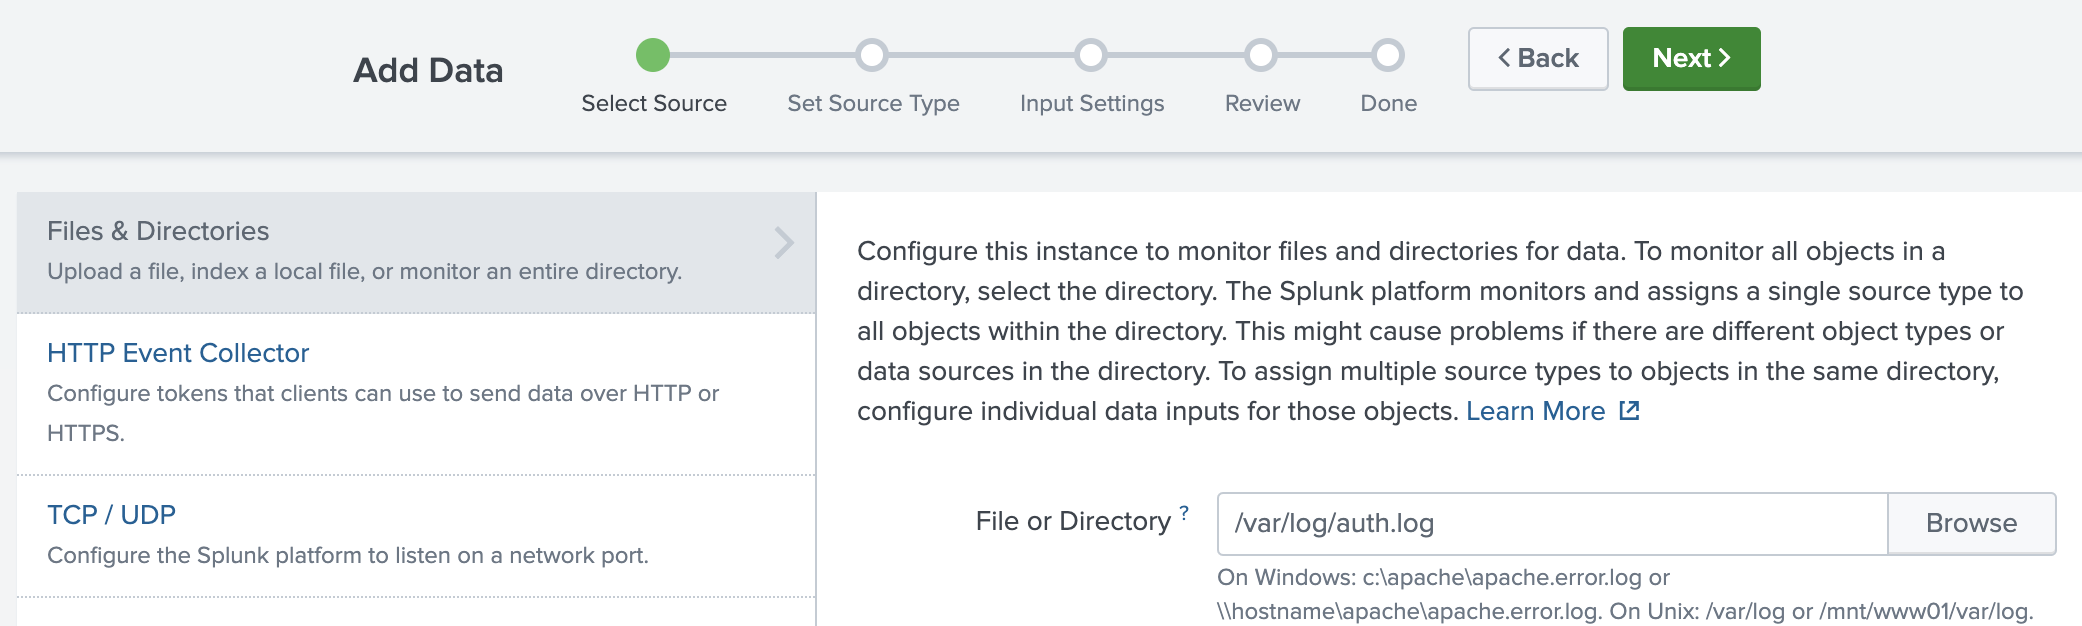 Add Data
Select Source
Set Source Type
Input Settings
Review
Done
Back
Next
Files & Directories
Upload a file, index a local file, or monitor an entire directory.
HTTP Event Collector
Configure tokens that clients can use to send data over HTTP or
HTTPS.
TCP / UDP
Configure the Splunk platform to listen on a network port.
Configure this instance to monitor files and directories for data. To monitor all objects in a
directory, select the directory. The Splunk platform monitors and assigns a single source type to
all objects within the directory. This might cause problems if there are different object types or
data sources in the directory. To assign multiple source types to objects in the same directory,
configure individual data inputs for those objects. Learn More
File or Directory ?
/var/log/auth.log
Browse
On Windows: c:\apache\apache.error.log or
\\hostname\apache\apache.error.log. On Unix: /var/log or /mnt/www01/var/log.